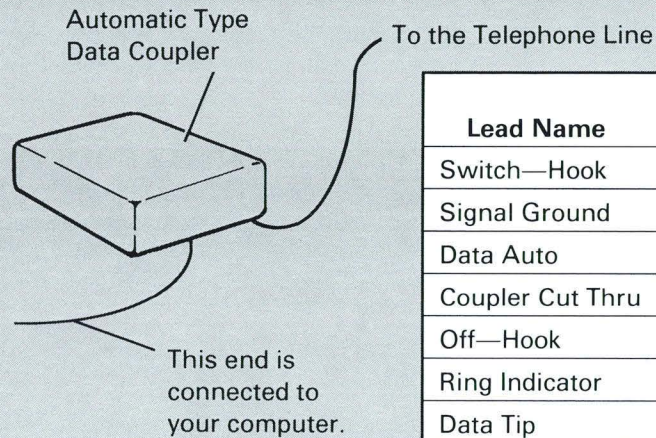 Automatic Type
Data Coupler
To the Telephone Line
This end is
connected to
your computer.
Lead Name
Switch—Hook
Signal Ground
Data Auto
Coupler Cut Thru
Off—Hook
Ring Indicator
Data Tip